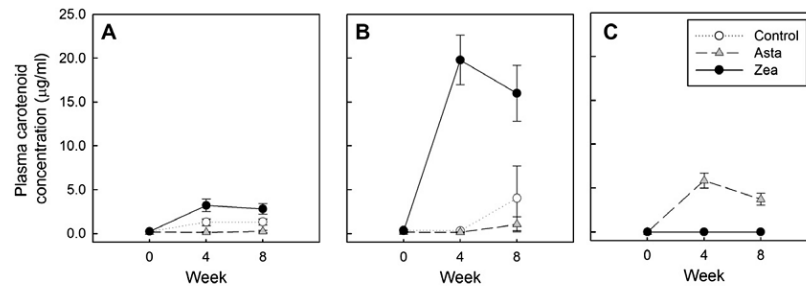 Plasma carotenoid
concentration (µg/ml)
25.0
20.0
15.0
10.0
5.0
0.0
A
0 4 8
Week
B
0 4 8
Week
C
Control
Asta
Zea
0 4 8
Week